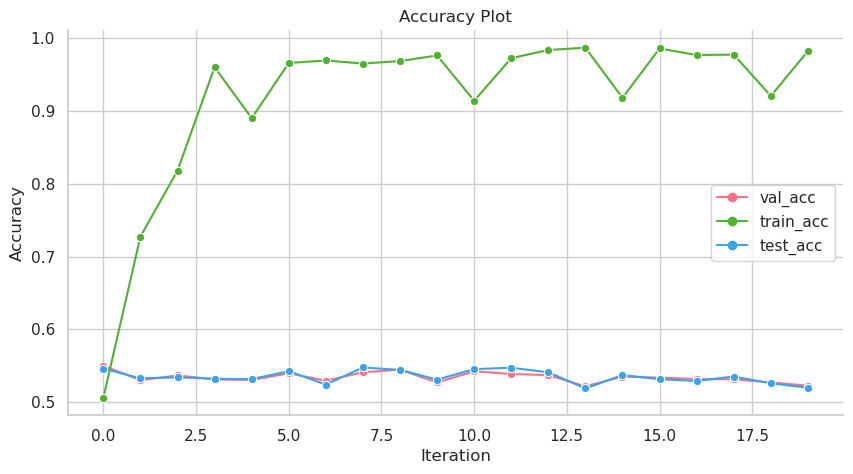 Accuracy Plot
1.0
0.9
0.8
0.7
0.6
0.5
Accuracy
val_acc
train_acc
test_acc
0.0 2.5 5.0 7.5 10.0 12.5 15.0 17.5
Iteration